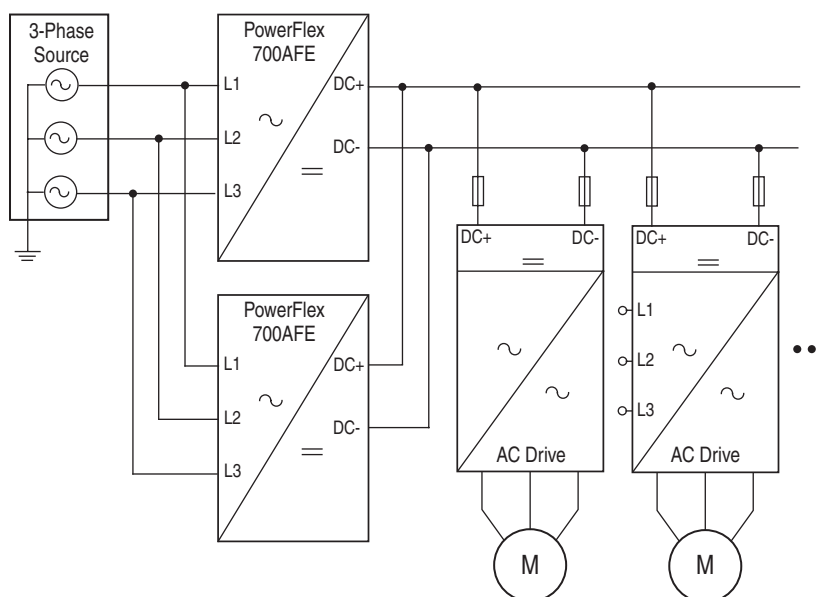 3-Phase
Source
PowerFlex
700AFE
L1
L2
L3
DC+
DC-
PowerFlex
700AFE
L1
L2
L3
DC+
DC-
DC+
DC-
AC Drive
M
DC+
DC-
L1
L2
L3
AC Drive
M